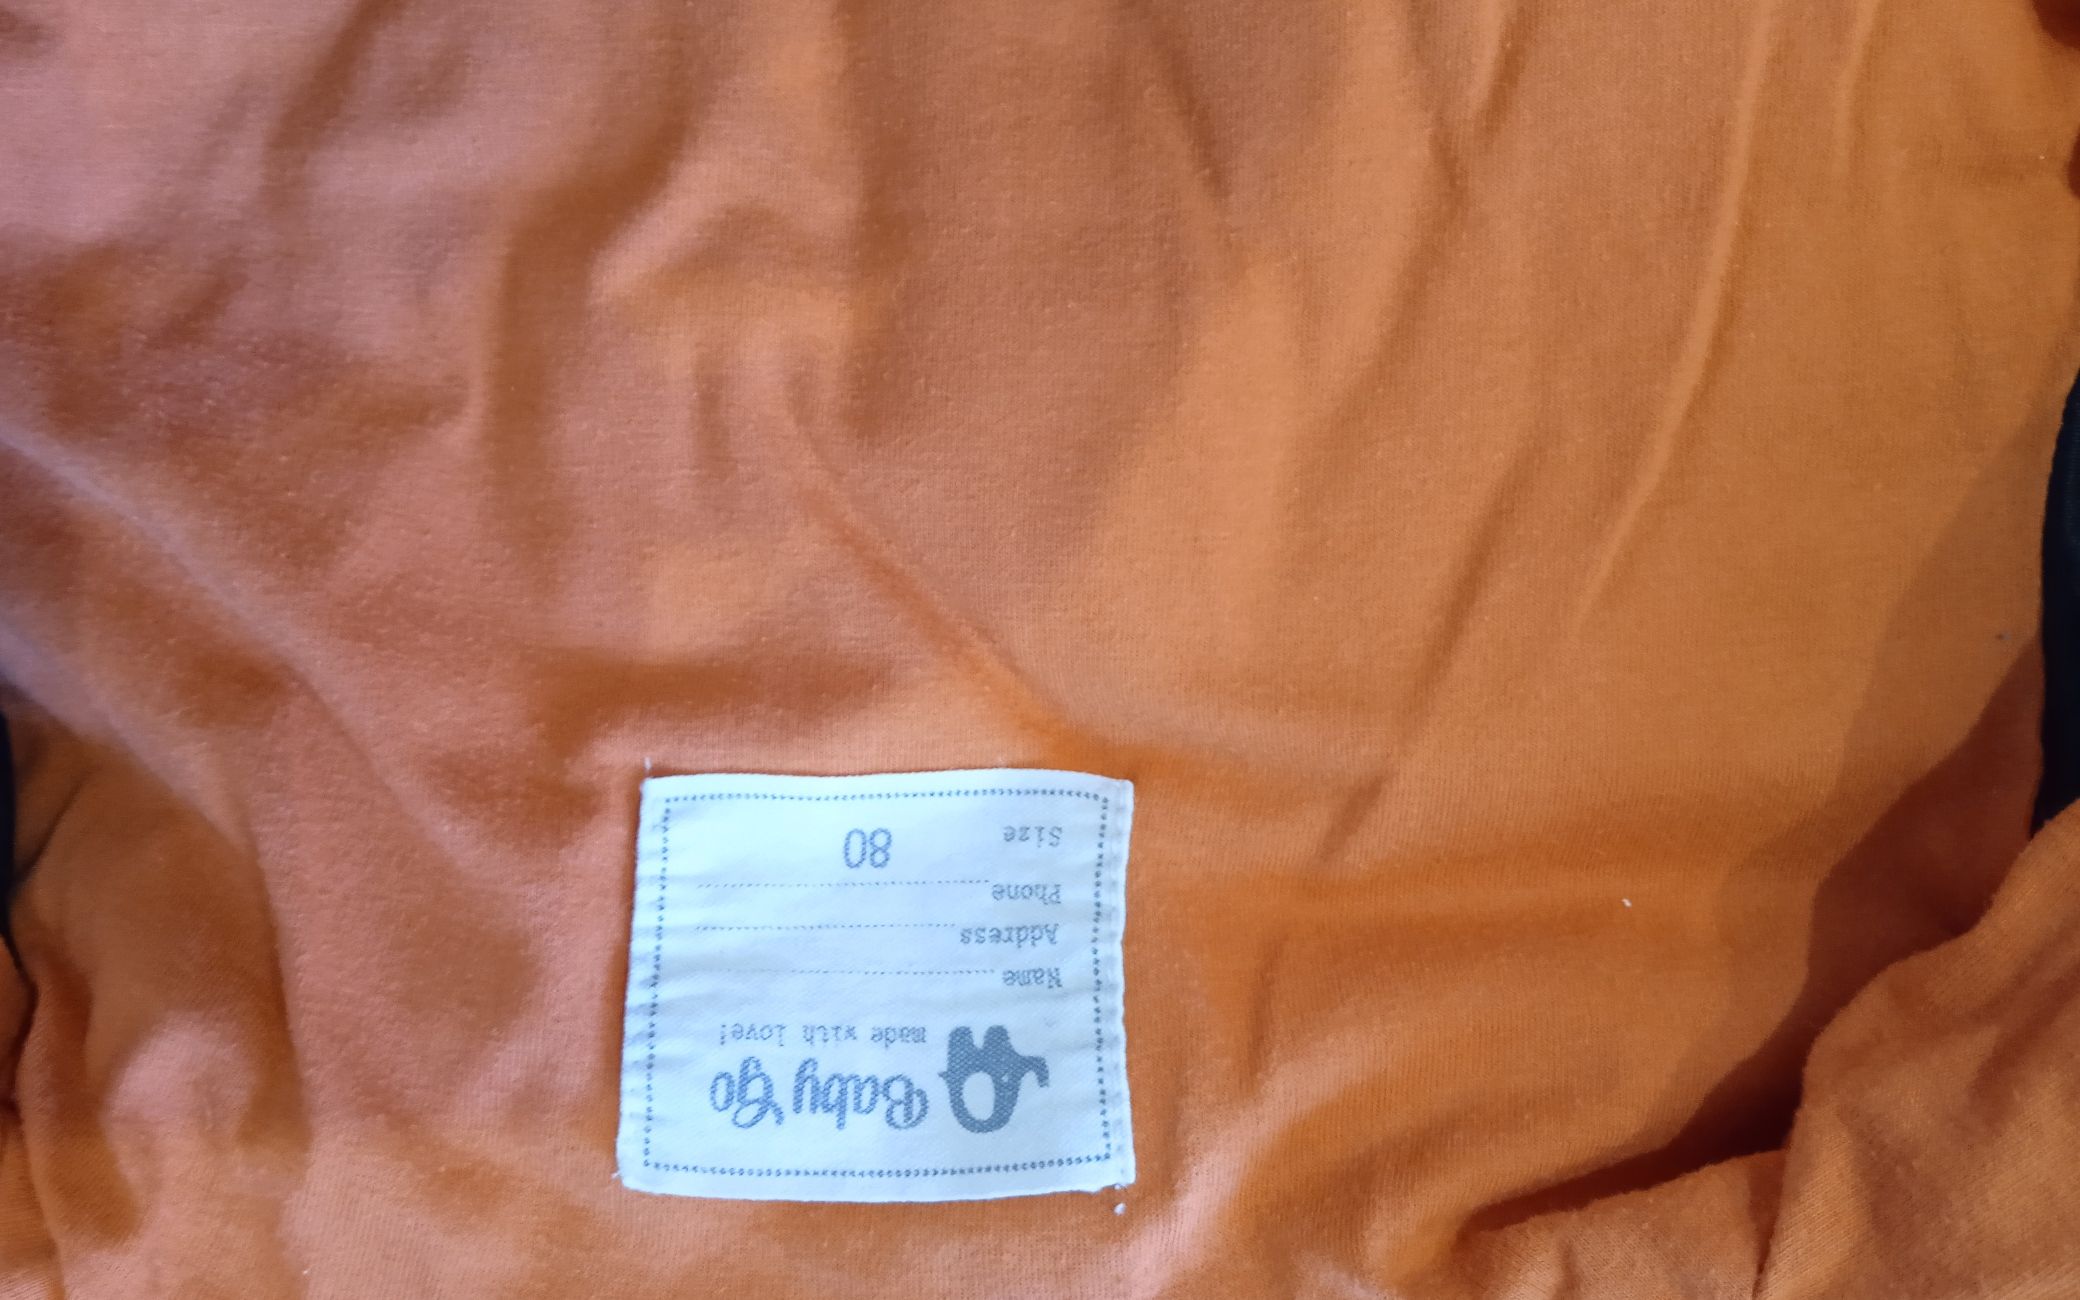 Baby Go
made with love!
Name
Address
Phone
Size 80